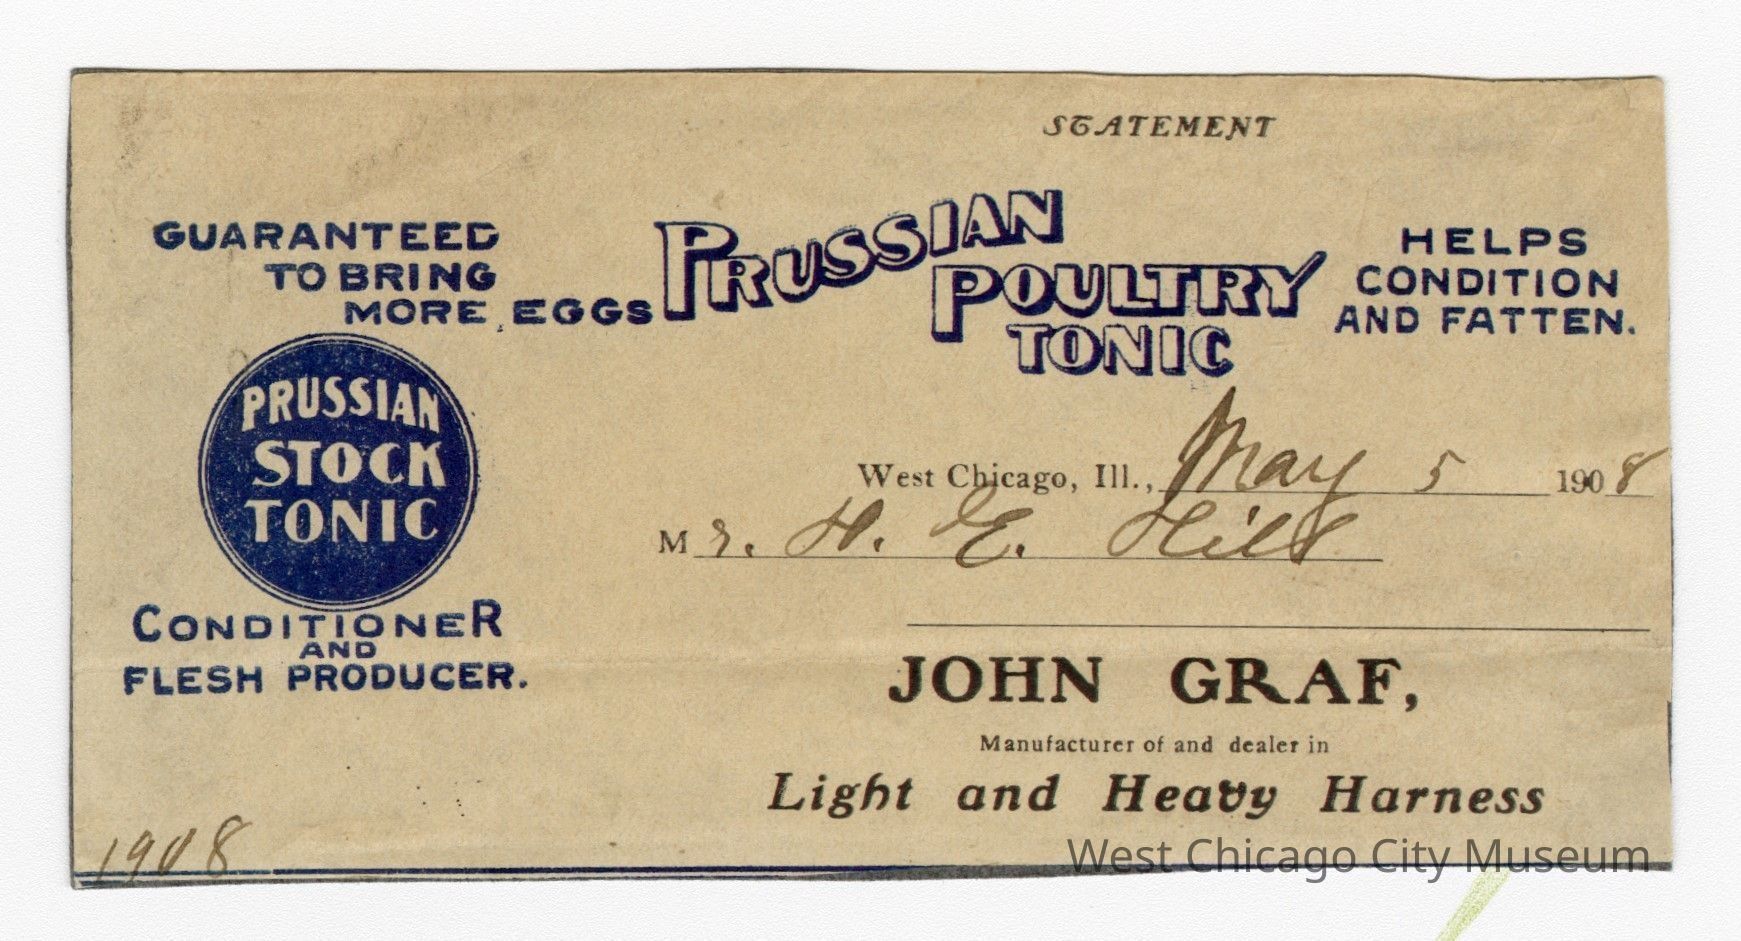 STATEMENT
GUARANTEED
TO BRING
MORE EGGS
PRUSSIAN
POULTRY
TONIC
HELPS
CONDITION
AND FATTEN.
PRUSSIAN
STOCK
TONIC
CONDITIONER
AND
FLESH PRODUCER.
West Chicago, Ill., May 5 1908
Mr. H. E. Hill
JOHN GRAF,
Manufacturer of and dealer in
Light and Heavy Harness
1908
West Chicago City Museum